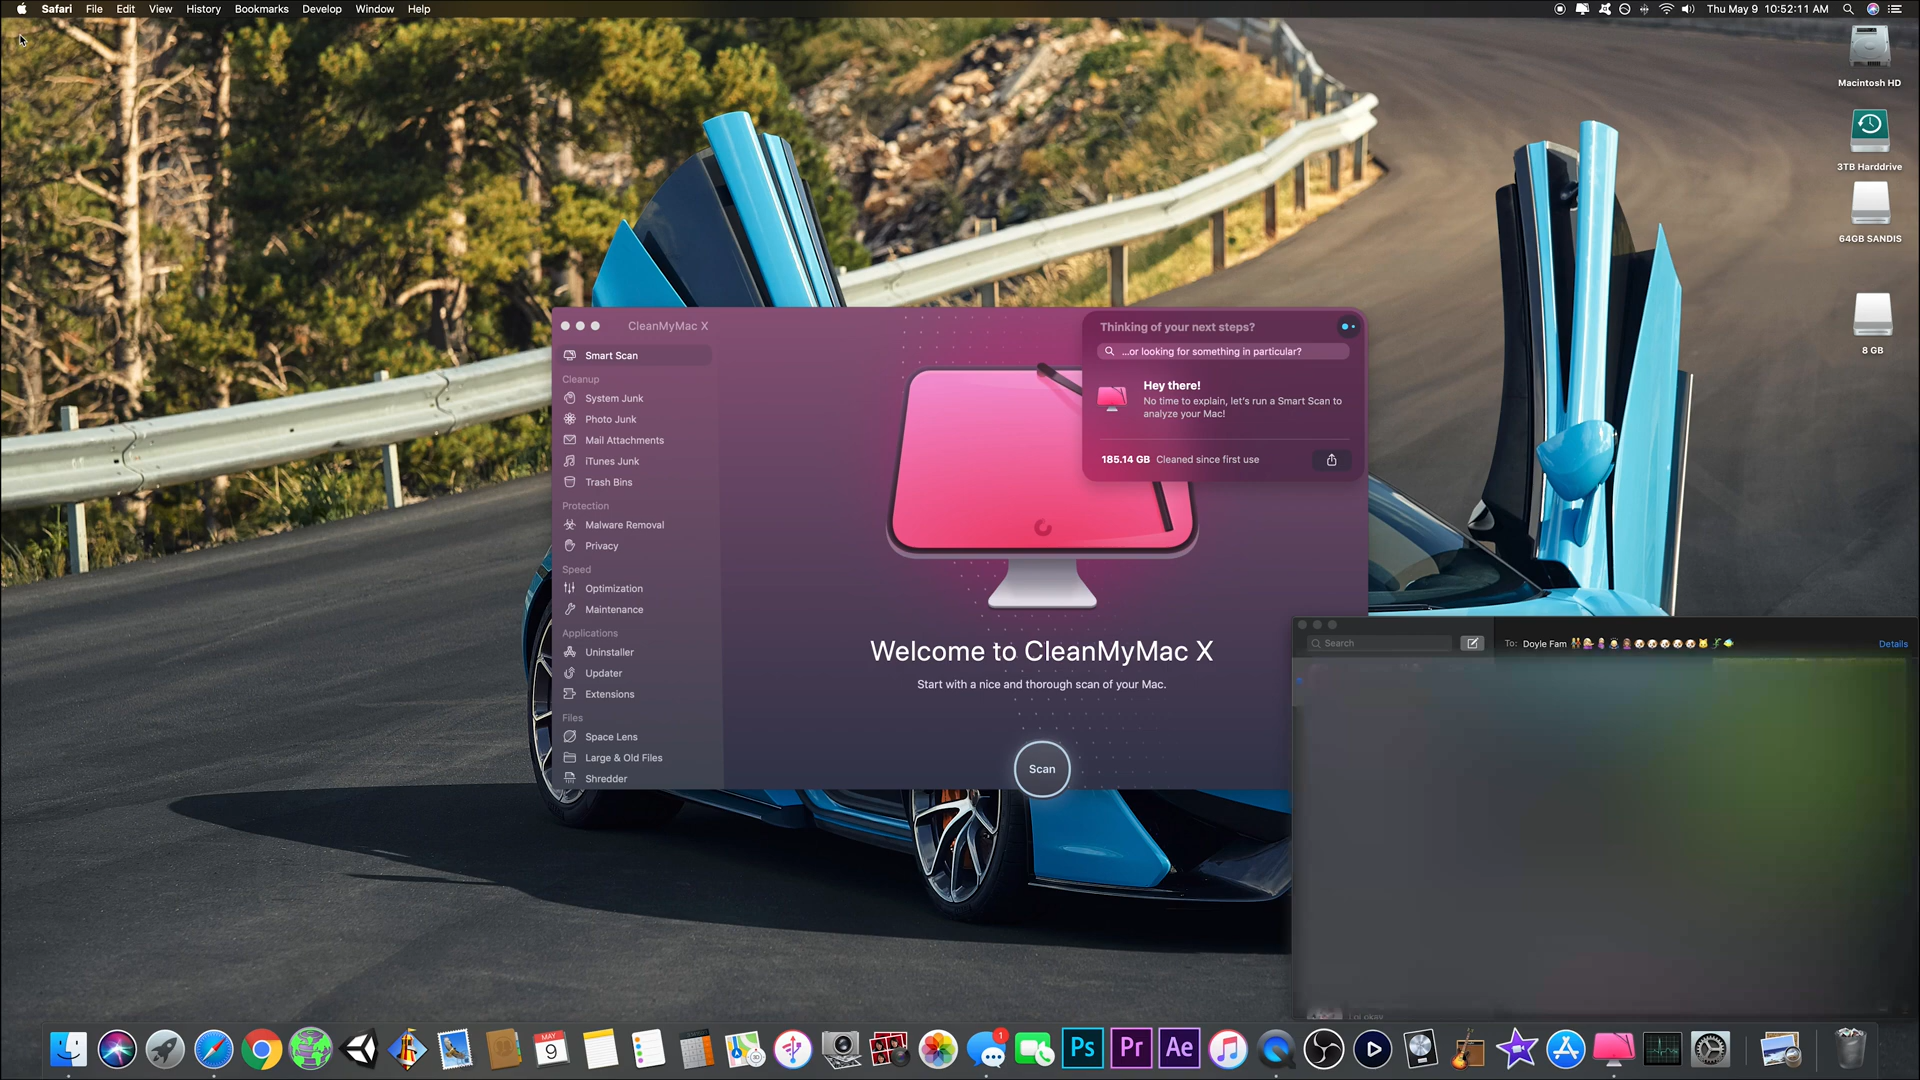 Safari File Edit View History Bookmarks Develop Window Help
Thu May 9 10:52:11 AM
Macintosh HD
3TB Harddrive
64GB SANDIS
8 GB
CleanMyMac X
Smart Scan
Cleanup
System Junk
Photo Junk
Mail Attachments
iTunes Junk
Trash Bins
Protection
Malware Removal
Privacy
Speed
Optimization
Maintenance
Applications
Uninstaller
Updater
Extensions
Files
Space Lens
Large & Old Files
Shredder
Thinking of your next steps?
...or looking for something in particular?
Hey there!
No time to explain, let's run a Smart Scan to
analyze your Mac!
185.14 GB Cleaned since first use
Welcome to CleanMyMac X
Start with a nice and thorough scan of your Mac.
Scan
Search
To: Doyle Fam
Details
MAY
9
3D
1
Ps
Pr
Ae